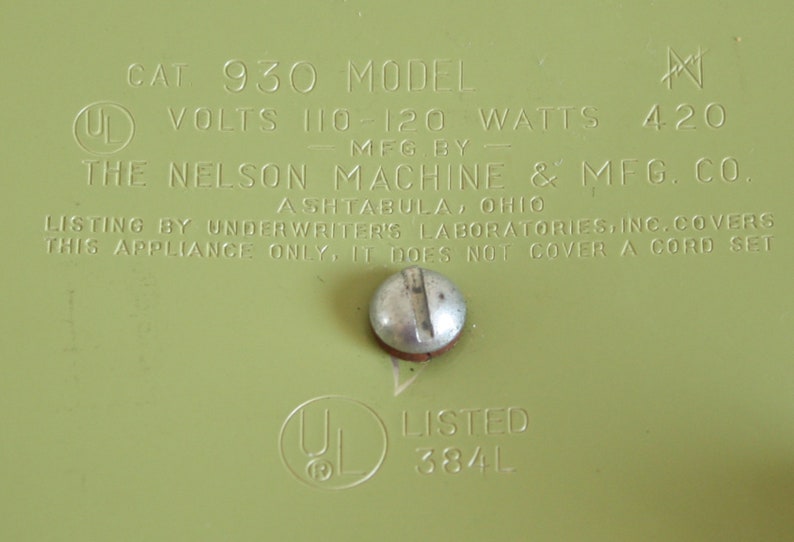 CAT. 930 MODEL
UL VOLTS 110-120 WATTS 420
— MFG. BY —
THE NELSON MACHINE & MFG. CO.
ASHTABULA, OHIO
LISTING BY UNDERWRITER'S LABORATORIES, INC. COVERS
THIS APPLIANCE ONLY, IT DOES NOT COVER A CORD SET
UL® LISTED
384L